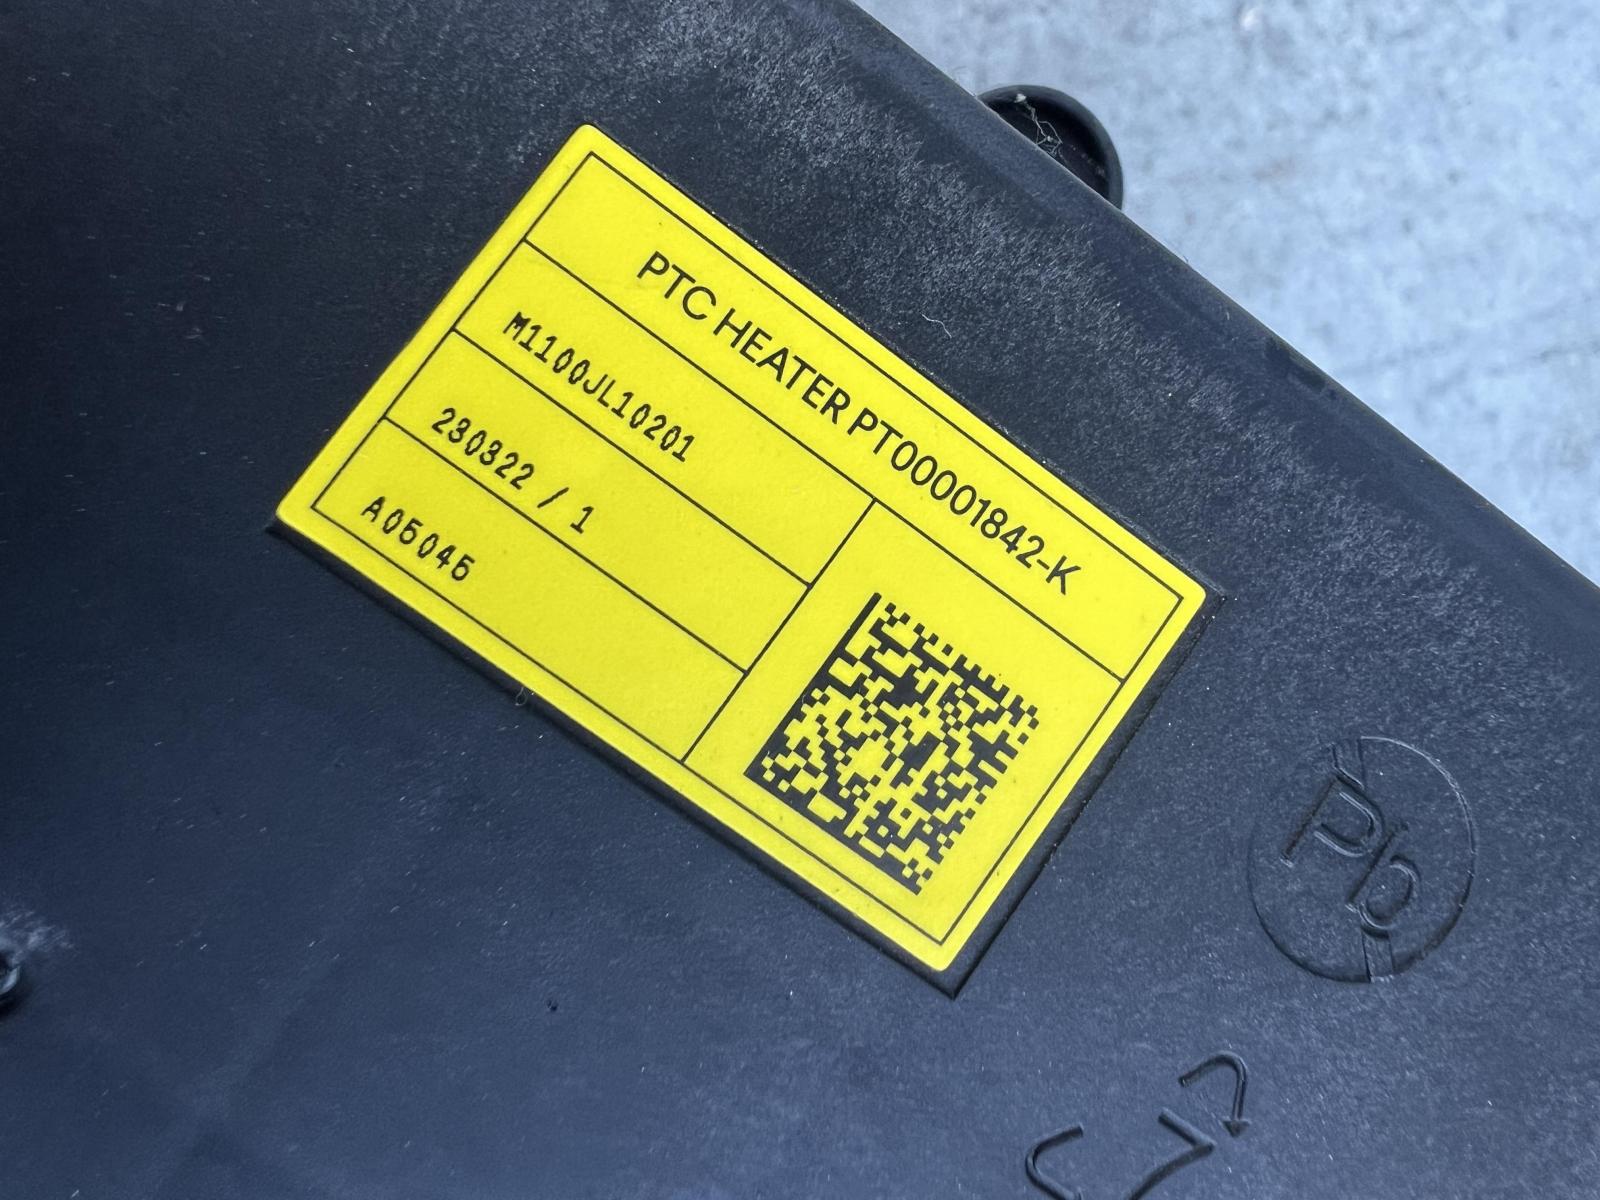 PTC HEATER PT00001842-K
M1100JL10201
230322 / 1
A05045
Pb